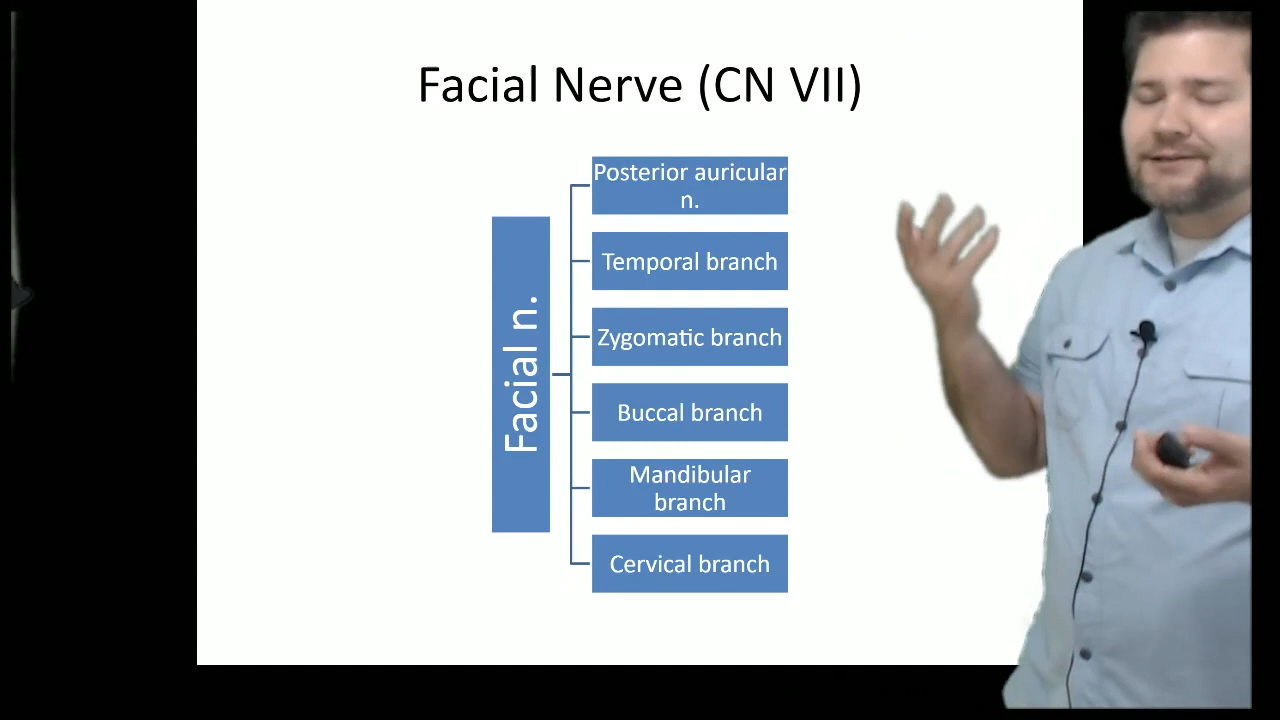 Facial Nerve (CN VII)
Facial n.
Posterior auricular
n.
Temporal branch
Zygomatic branch
Buccal branch
Mandibular
branch
Cervical branch